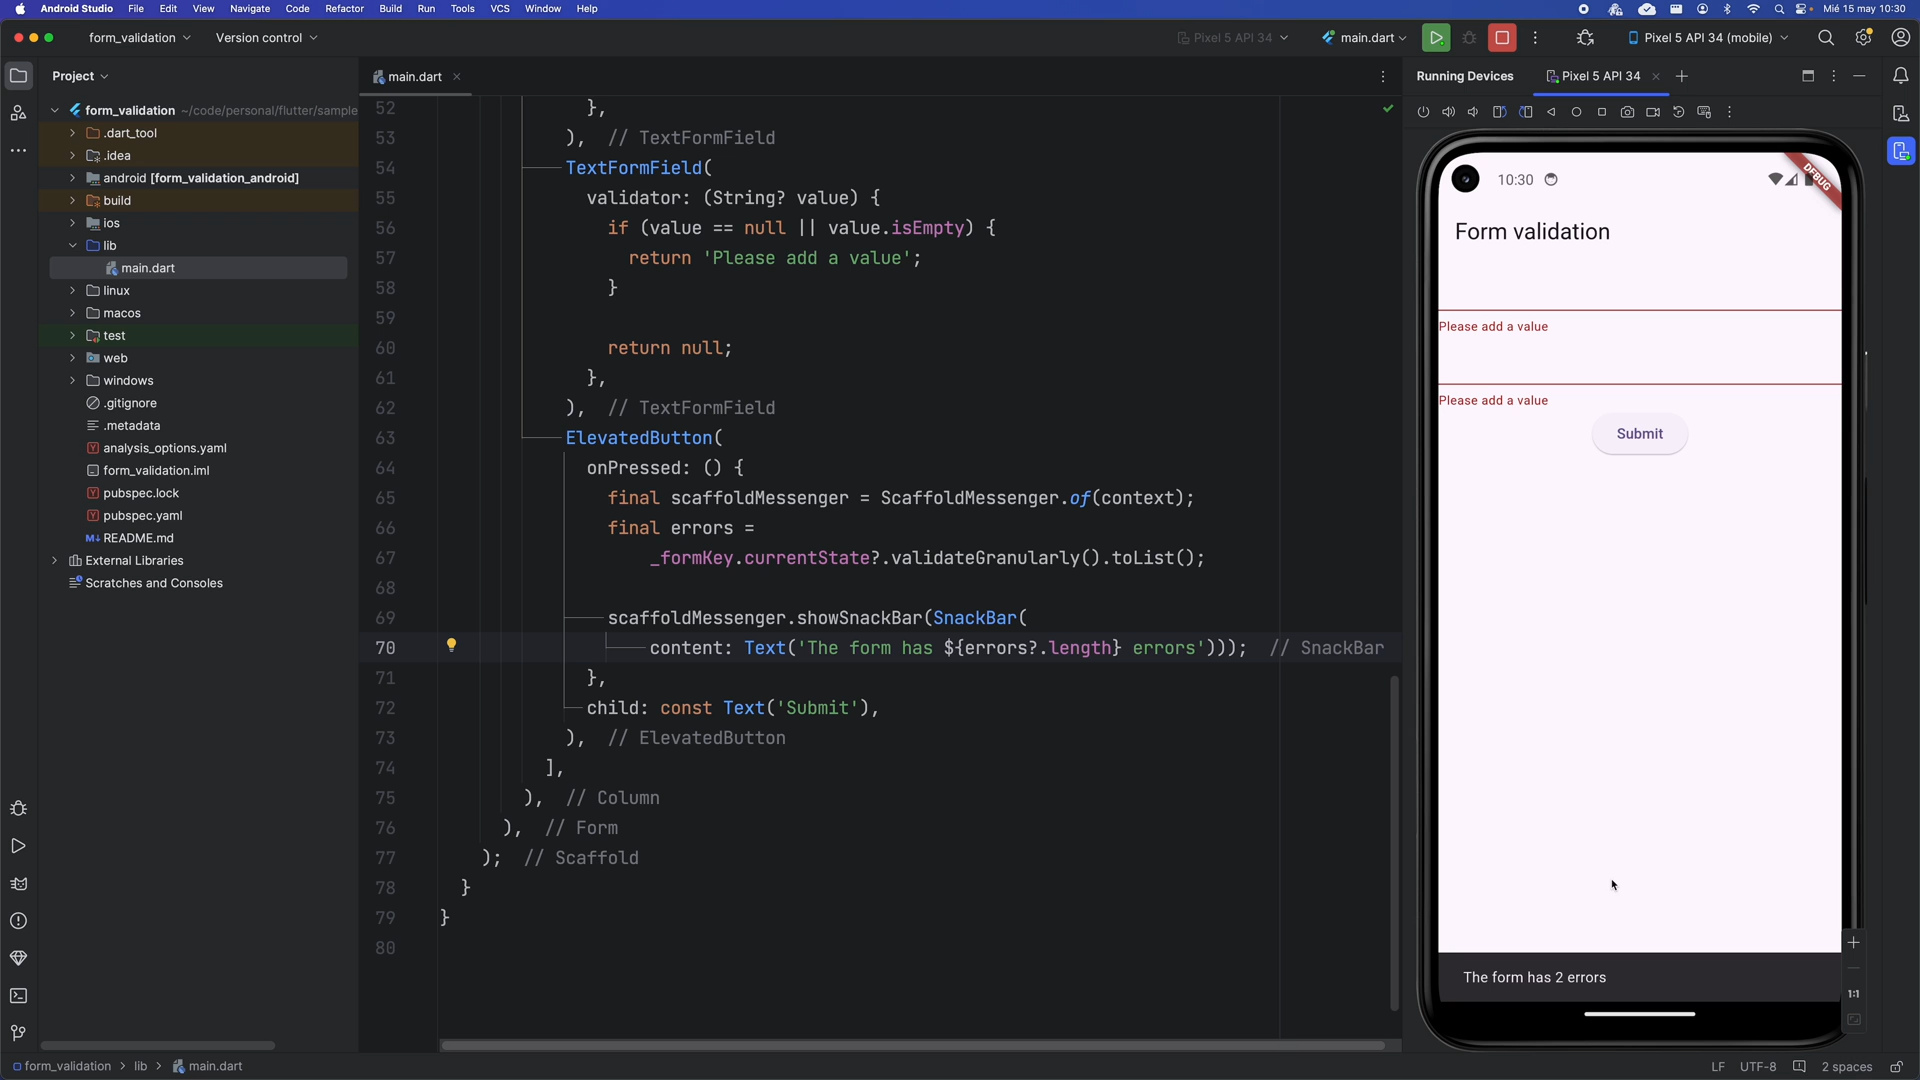 Android Studio File Edit View Navigate Code Refactor Build Run Tools VCS Window Help Mié 15 may 10:30
form_validation Version control Pixel 5 API 34 main.dart Pixel 5 API 34 (mobile)
Project
form_validation ~/code/personal/flutter/sample
.dart_tool
.idea
android [form_validation_android]
build
ios
lib
main.dart
linux
macos
test
web
windows
.gitignore
.metadata
analysis_options.yaml
form_validation.iml
pubspec.lock
pubspec.yaml
README.md
External Libraries
Scratches and Consoles
main.dart
52 },
53 ), // TextFormField
54 TextFormField(
55 validator: (String? value) {
56 if (value == null || value.isEmpty) {
57 return 'Please add a value';
58 }
59
60 return null;
61 },
62 ), // TextFormField
63 ElevatedButton(
64 onPressed: () {
65 final scaffoldMessenger = ScaffoldMessenger.of(context);
66 final errors =
67 _formKey.currentState?.validateGranularly().toList();
68
69 scaffoldMessenger.showSnackBar(SnackBar(
70 content: Text('The form has ${errors?.length} errors'))); // SnackBar
71 },
72 child: const Text('Submit'),
73 ), // ElevatedButton
74 ],
75 ), // Column
76 ), // Form
77 ); // Scaffold
78 }
79 }
80
Running Devices Pixel 5 API 34
10:30
DEBUG
Form validation
Please add a value
Please add a value
Submit
The form has 2 errors
1:1
form_validation lib main.dart LF UTF-8 2 spaces